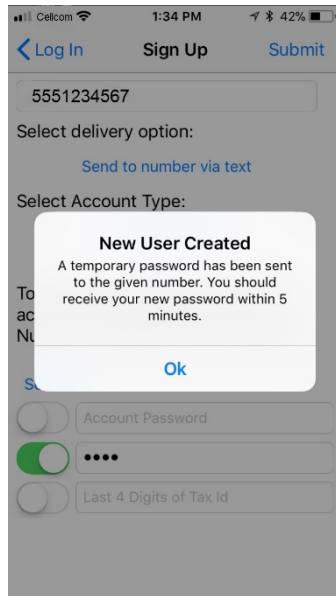 Cellcom 1:34 PM 42%
Log In Sign Up Submit
5551234567
Select delivery option:
Send to number via text
Select Account Type:
New User Created
A temporary password has been sent
to the given number. You should
receive your new password within 5
minutes.
To
ac
Nu
Ok
Account Password
••••
Last 4 Digits of Tax Id